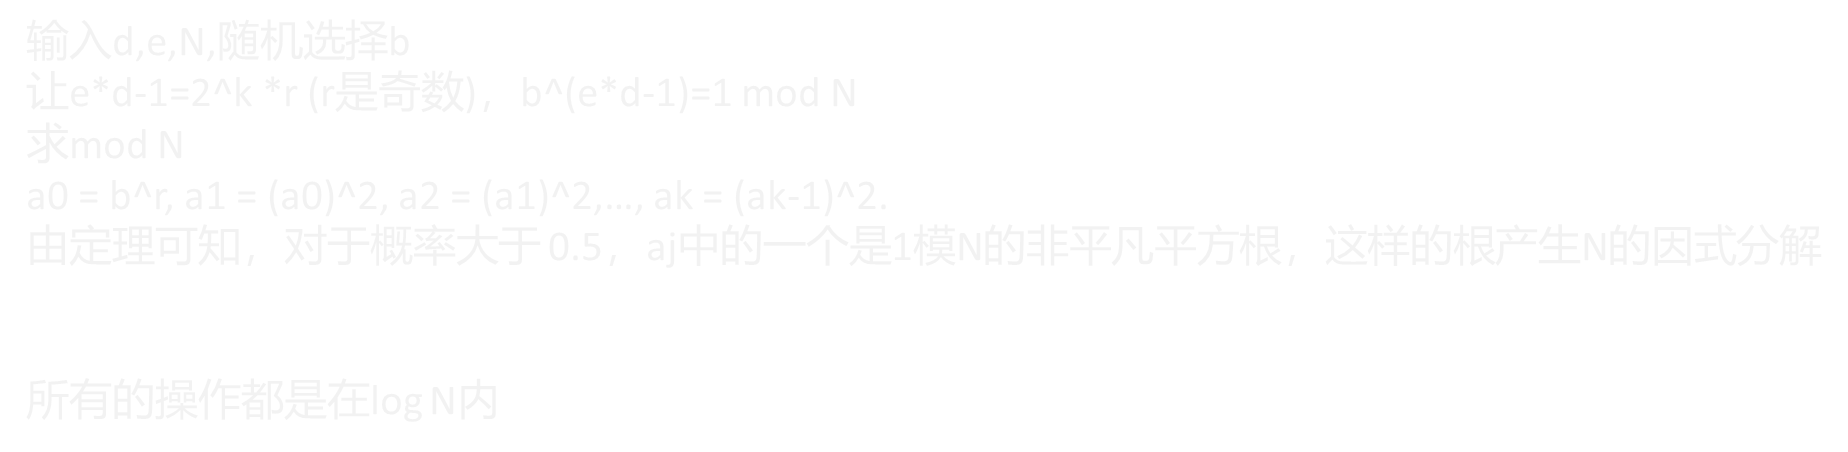 输入d,e,N,随机选择b
让e*d-1=2^k *r (r是奇数)，b^(e*d-1)=1 mod N
求mod N
a0 = b^r, a1 = (a0)^2, a2 = (a1)^2,..., ak = (ak-1)^2.
由定理可知，对于概率大于 0.5，aj中的一个是1模N的非平凡平方根，这样的根产生N的因式分解
所有的操作都是在log N内